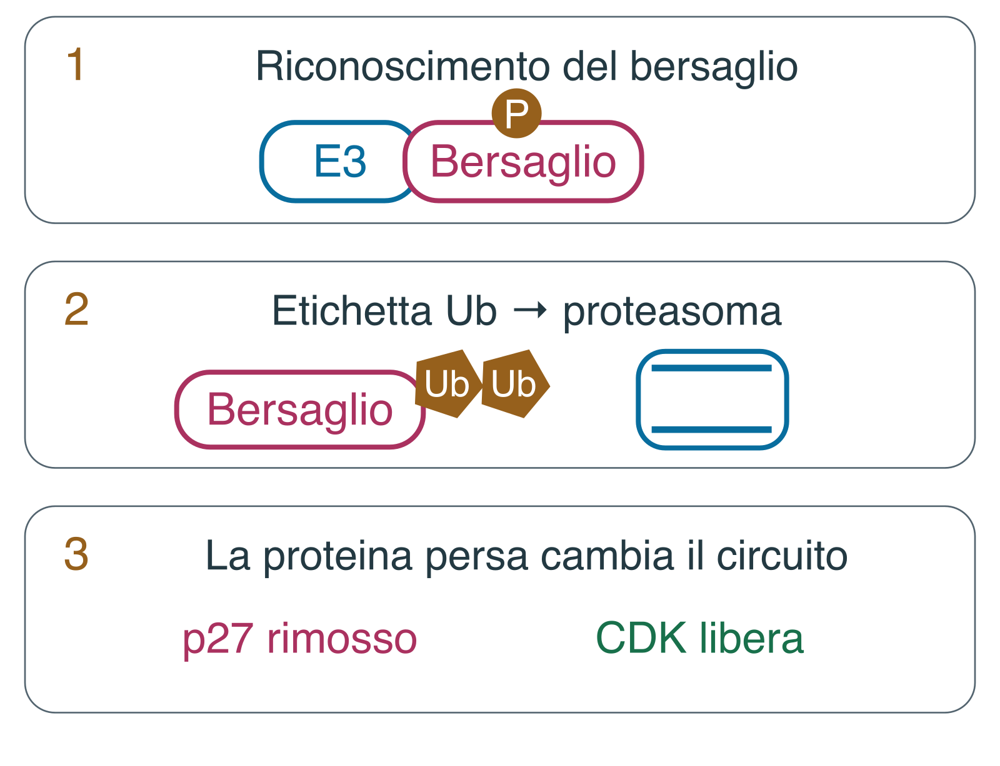 1
Riconoscimento del bersaglio
P
E3
Bersaglio
2
Etichetta Ub → proteasoma
Bersaglio
Ub
Ub
3
La proteina persa cambia il circuito
p27 rimosso
CDK libera